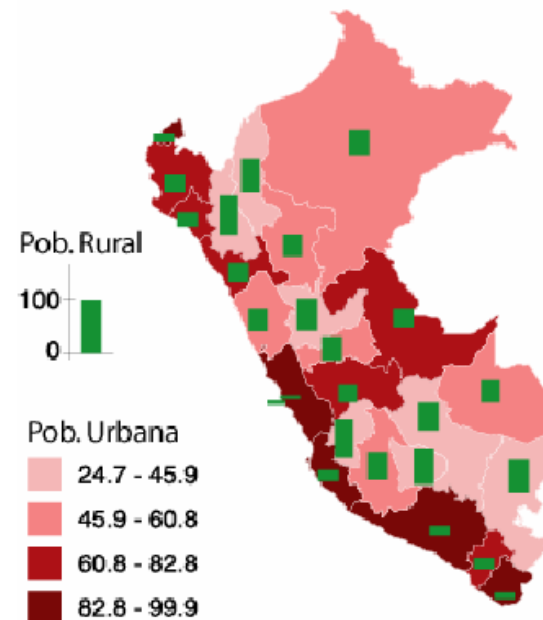 Pob. Rural
100
0
Pob. Urbana
24.7 - 45.9
45.9 - 60.8
60.8 - 82.8
82.8 - 99.9